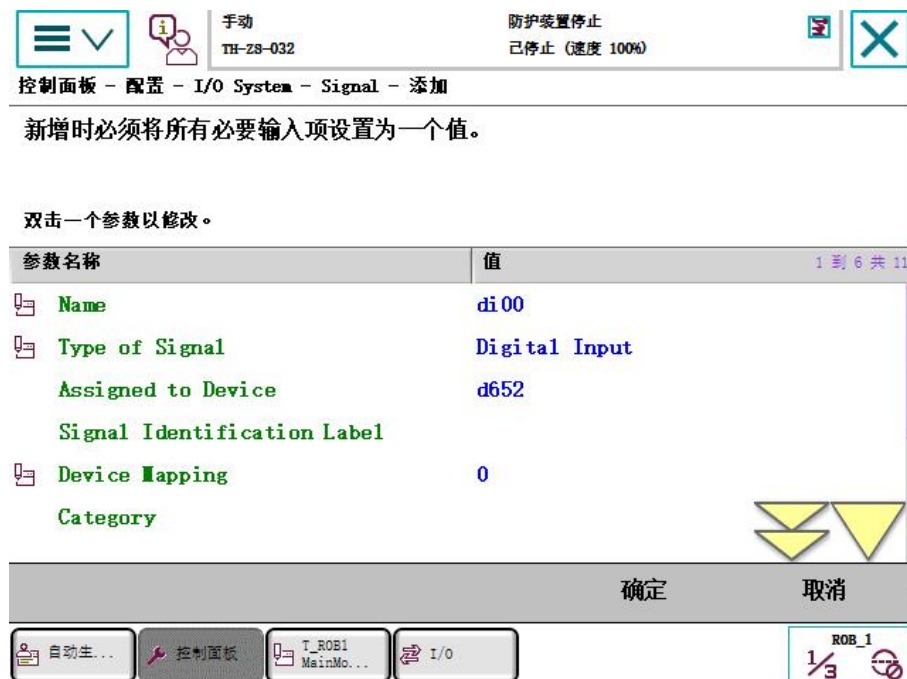 手动 防护装置停止
TH-ZS-032 已停止 (速度 100%)
控制面板 - 配置 - I/O System - Signal - 添加
新增时必须将所有必要输入项设置为一个值。
双击一个参数以修改。
参数名称 值 1 到 6 共 11
Name di00
Type of Signal Digital Input
Assigned to Device d652
Signal Identification Label
Device Mapping 0
Category
确定 取消
自动生... 控制面板 T_ROB1 MainMo... I/O ROB_1 1/3